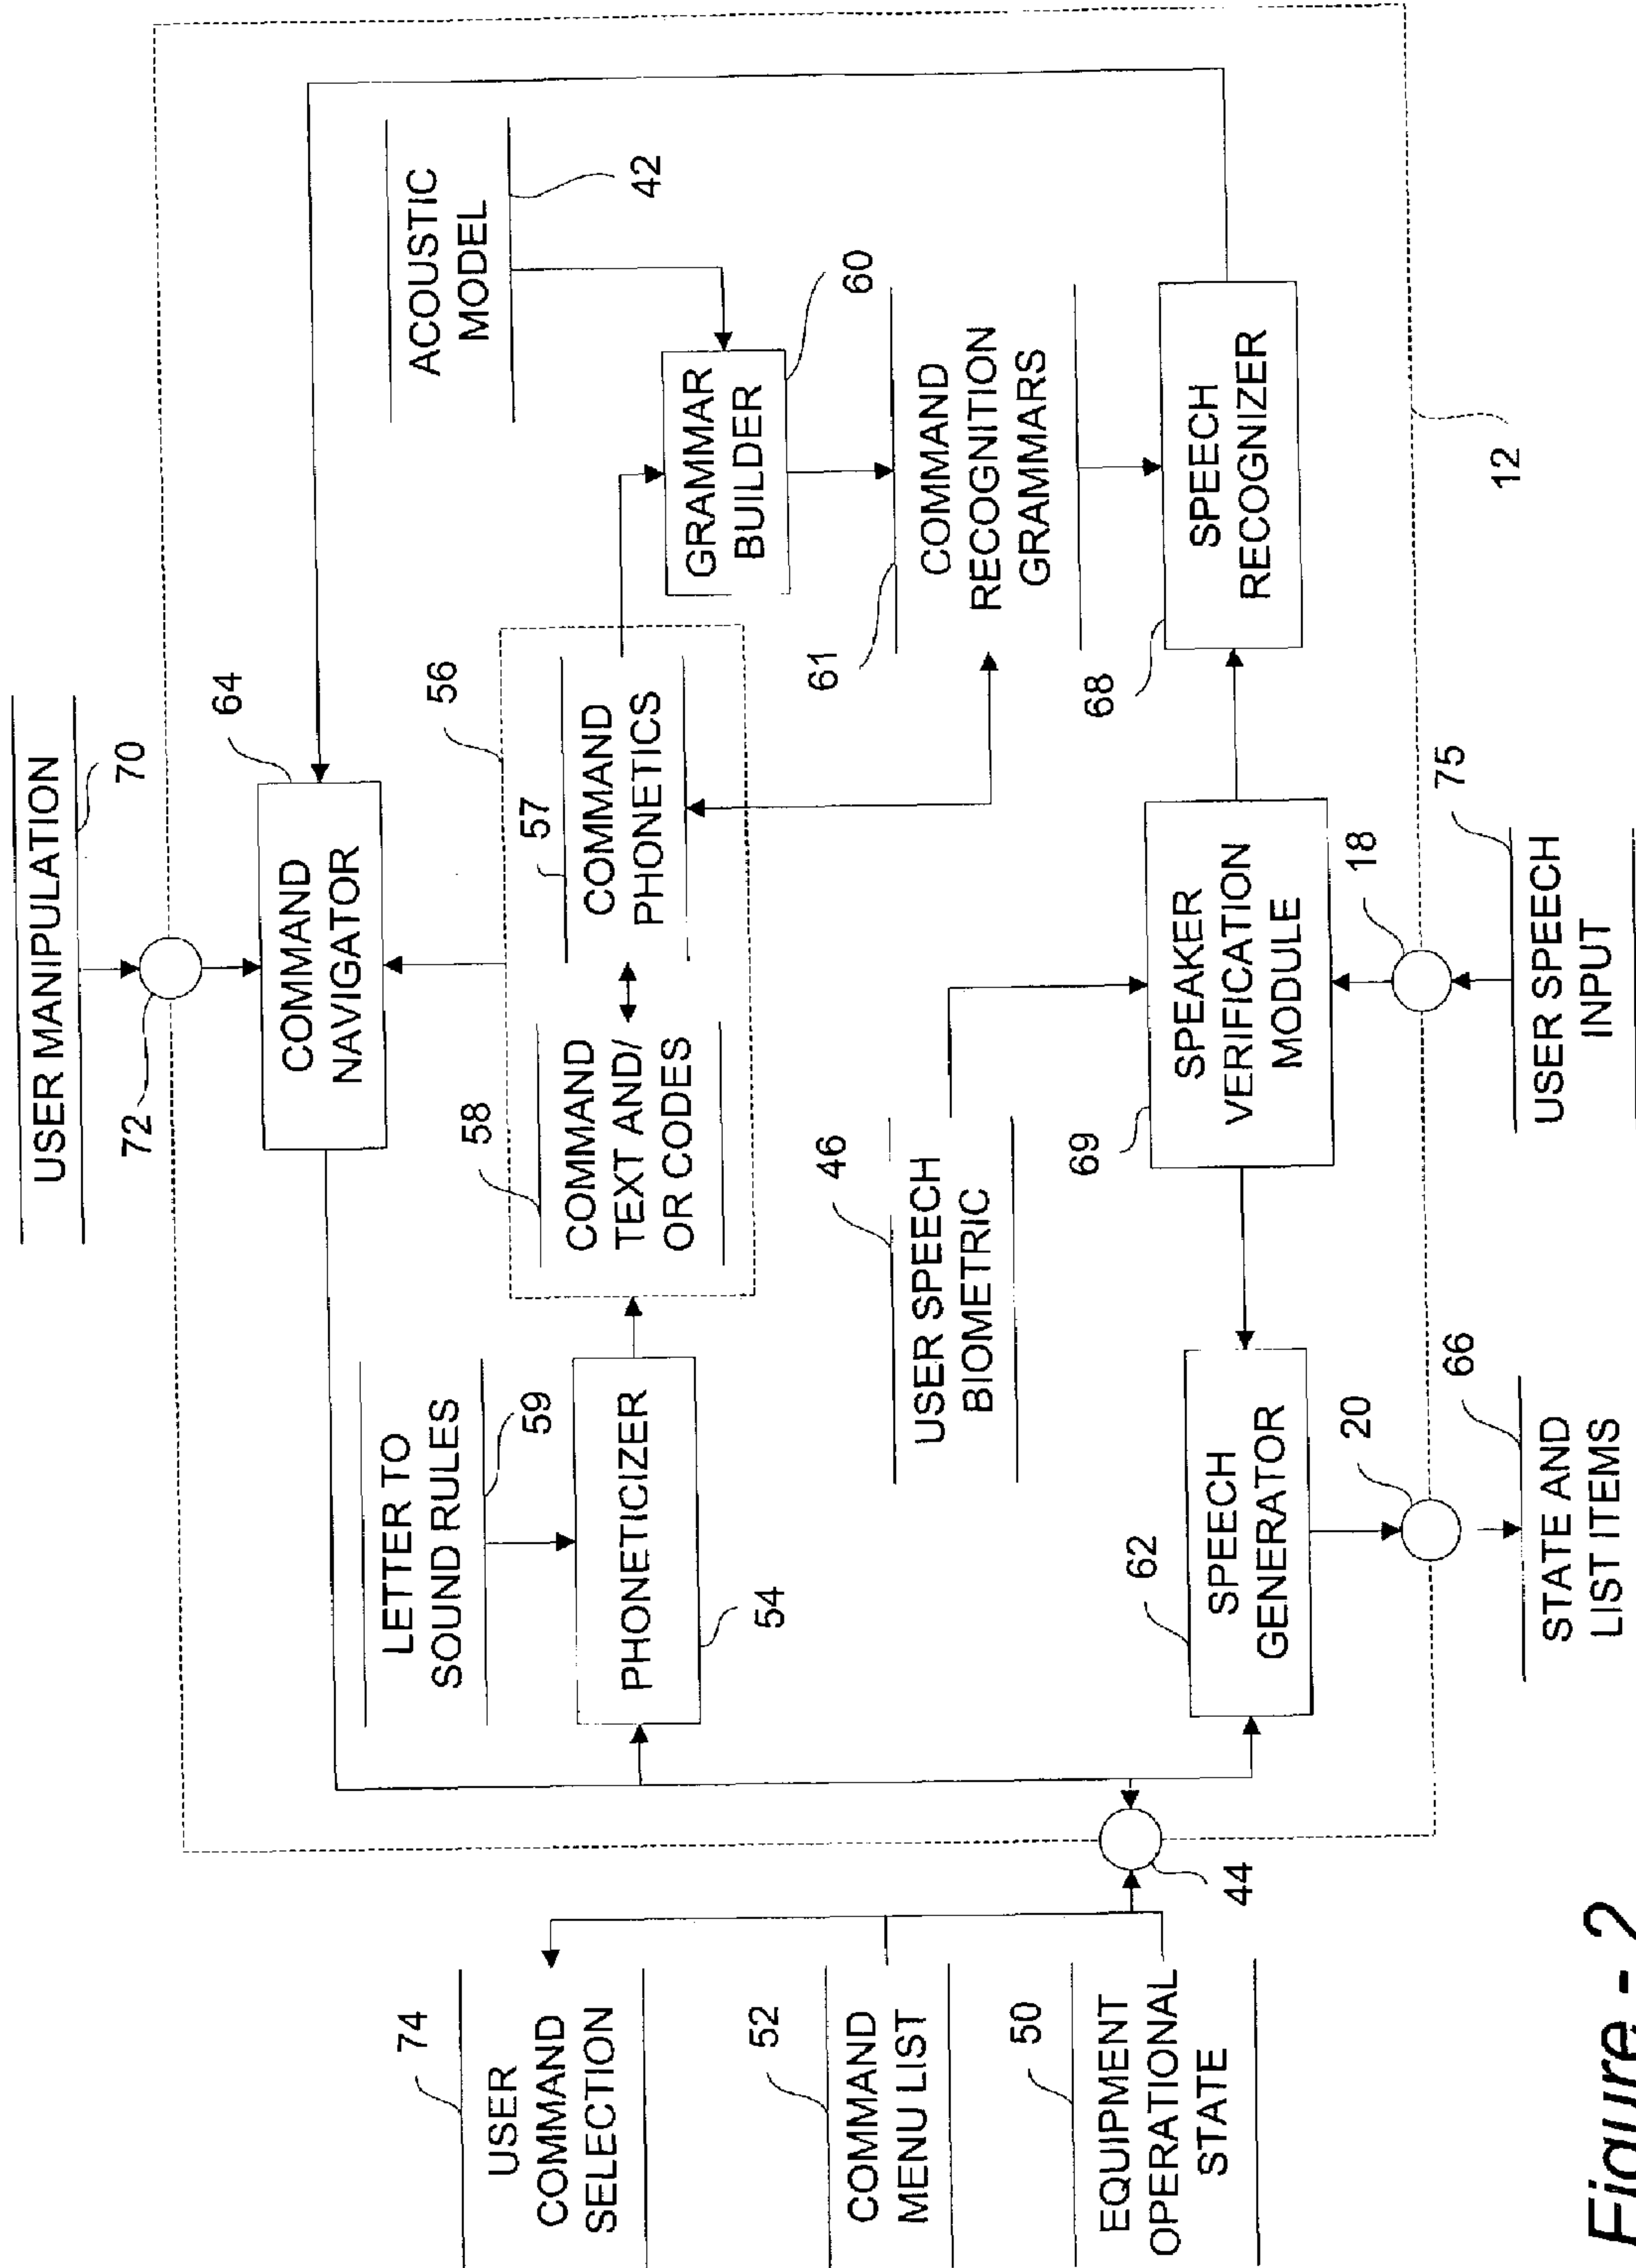 USER MANIPULATION
70
72
64
COMMAND
NAVIGATOR
ACOUSTIC
MODEL
42
LETTER TO
SOUND RULES
59
PHONETICIZER
54
56
58
COMMAND
TEXT AND/
OR CODES
57
COMMAND
PHONETICS
GRAMMAR
BUILDER
60
74
USER
COMMAND
SELECTION
52
COMMAND
MENU LIST
50
EQUIPMENT
OPERATIONAL
STATE
44
46
USER SPEECH
BIOMETRIC
61
COMMAND
RECOGNITION
GRAMMARS
62
SPEECH
GENERATOR
69
SPEAKER
VERIFICATION
MODULE
68
SPEECH
RECOGNIZER
20
66
STATE AND
LIST ITEMS
18
75
USER SPEECH
INPUT
12
Figure - 2